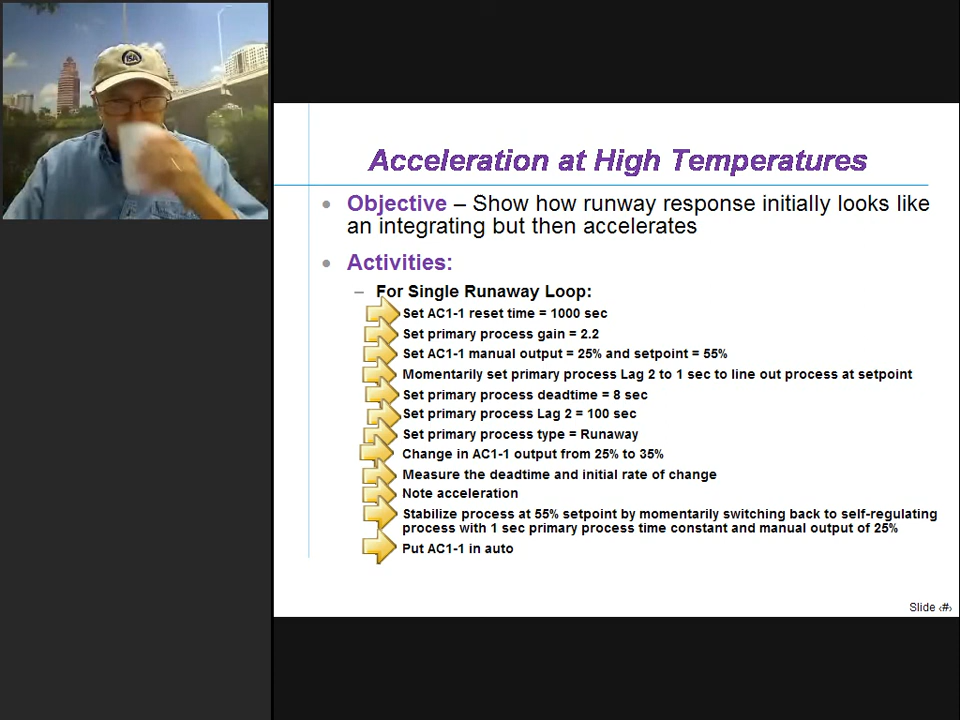 ISA
Acceleration at High Temperatures
Objective – Show how runway response initially looks like
an integrating but then accelerates
Activities:
– For Single Runaway Loop:
Set AC1-1 reset time = 1000 sec
Set primary process gain = 2.2
Set AC1-1 manual output = 25% and setpoint = 55%
Momentarily set primary process Lag 2 to 1 sec to line out process at setpoint
Set primary process deadtime = 8 sec
Set primary process Lag 2 = 100 sec
Set primary process type = Runaway
Change in AC1-1 output from 25% to 35%
Measure the deadtime and initial rate of change
Note acceleration
Stabilize process at 55% setpoint by momentarily switching back to self-regulating
process with 1 sec primary process time constant and manual output of 25%
Put AC1-1 in auto
Slide ‹#›